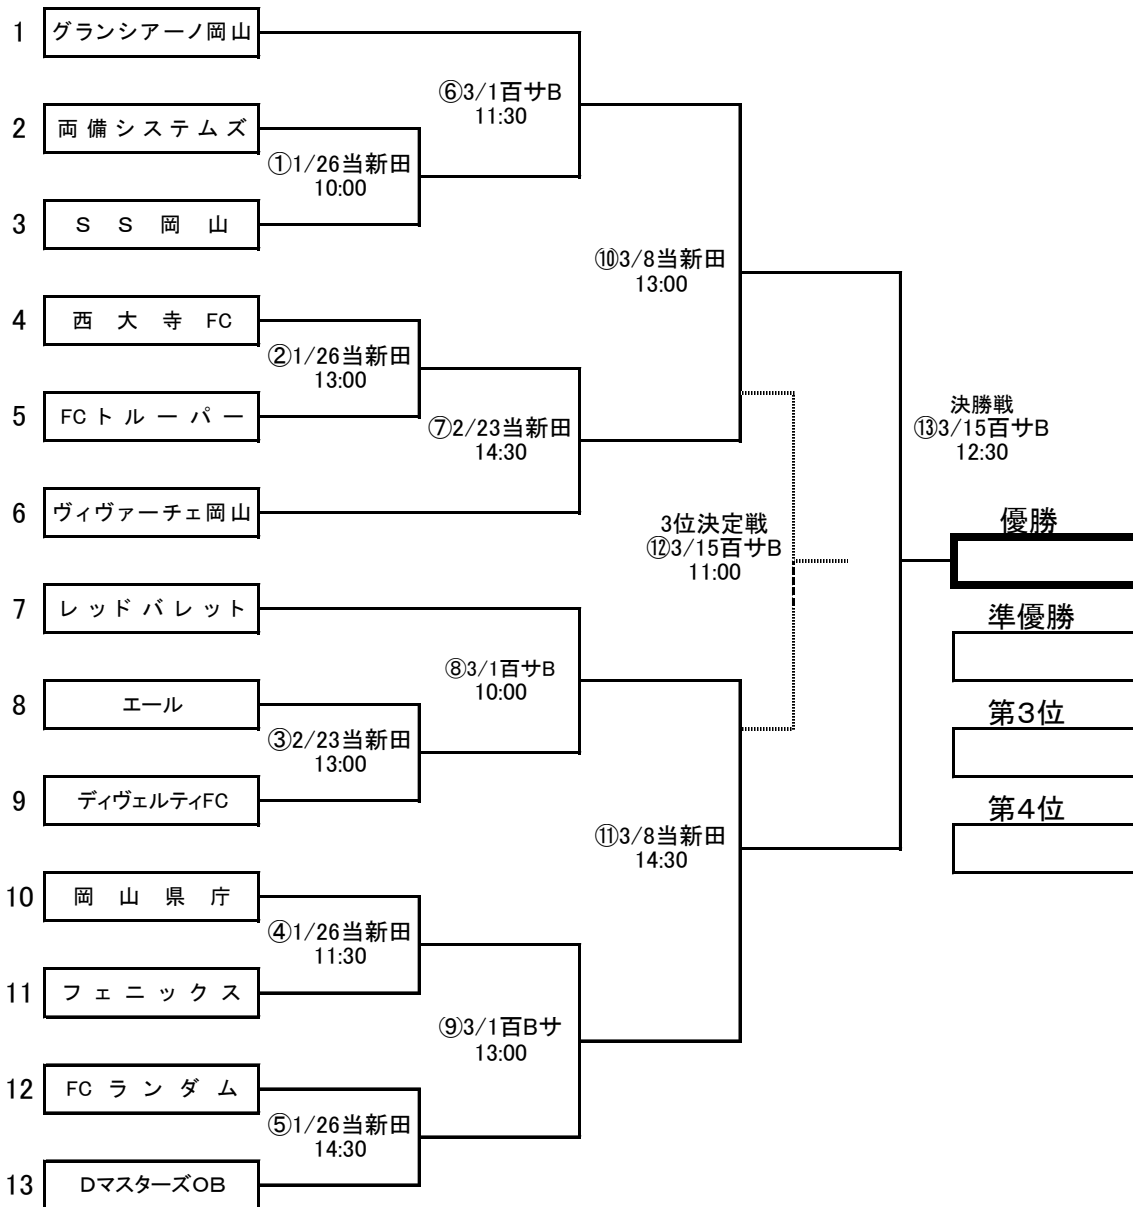 1
グランシアーノ岡山
⑥3/1百サB
11:30
2
両備システムズ
①1/26当新田
10:00
3
S S 岡 山
⑩3/8当新田
13:00
4
西 大 寺 FC
②1/26当新田
13:00
5
FCトルーパー
⑦2/23当新田
14:30
決勝戦
⑬3/15百サB
12:30
6
ヴィヴァーチェ岡山
3位決定戦
⑫3/15百サB
11:00
優勝
7
レッドバレット
準優勝
⑧3/1百サB
10:00
8
エール
第3位
③2/23当新田
13:00
9
ディヴェルティFC
第4位
⑪3/8当新田
14:30
10
岡 山 県 庁
④1/26当新田
11:30
11
フェニックス
⑨3/1百Bサ
13:00
12
FC ラ ン ダ ム
⑤1/26当新田
14:30
13
DマスターズOB